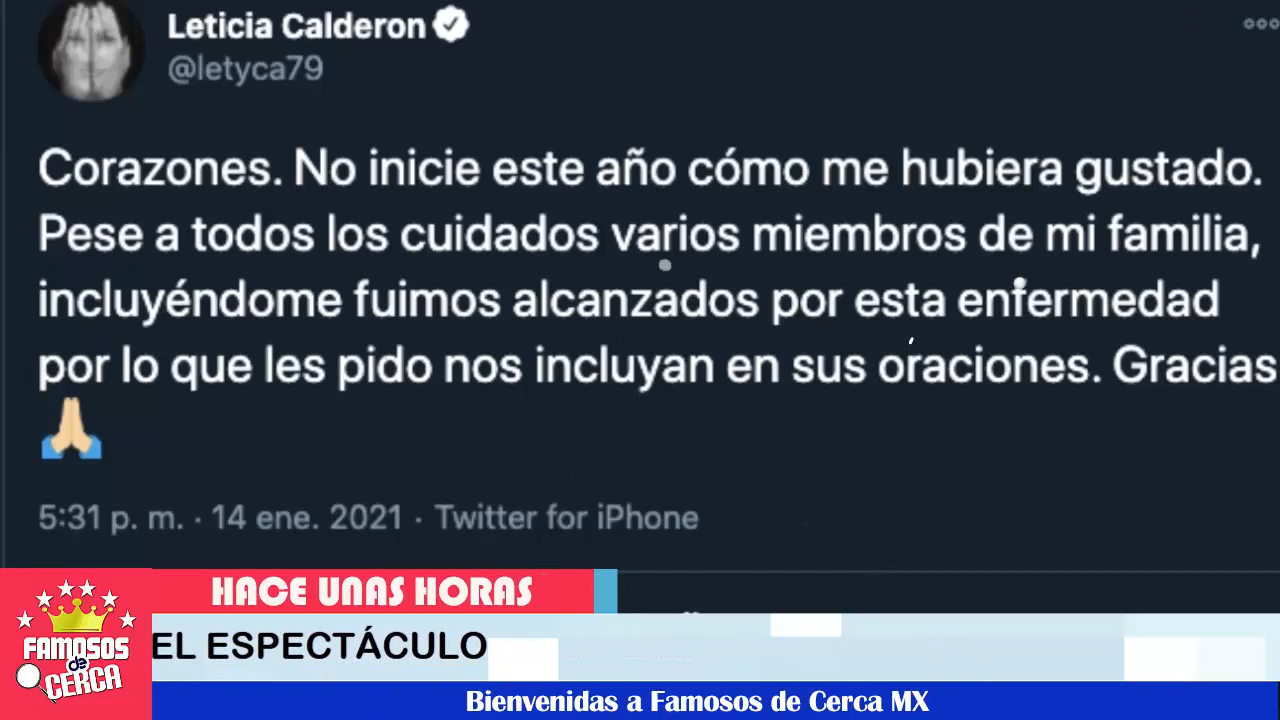 Leticia Calderon
@letyca79
Corazones. No inicie este año cómo me hubiera gustado.
Pese a todos los cuidados varios miembros de mi familia,
incluyéndome fuimos alcanzados por esta enfermedad
por lo que les pido nos incluyan en sus oraciones. Gracias
🙏🏼
5:31 p. m. · 14 ene. 2021 · Twitter for iPhone
HACE UNAS HORAS
EL ESPECTÁCULO
FAMOSOS
de
CERCA
Bienvenidas a Famosos de Cerca MX